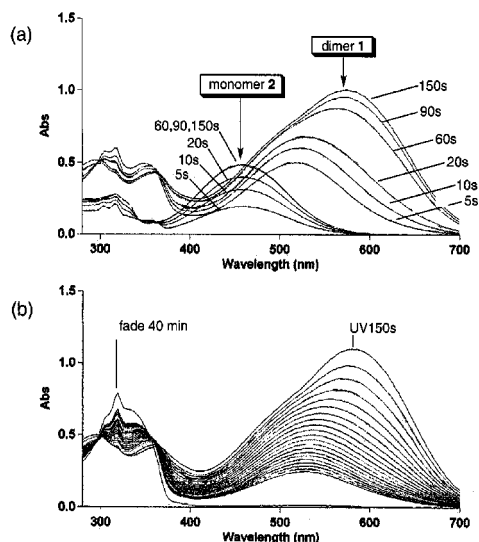 (a)
1.5
1.0
0.5
0.0
Abs
dimer 1
monomer 2
150s
90s
60s
20s
10s
5s
60,90,150s
20s
10s
5s
300
400
500
600
700
Wavelength (nm)
(b)
1.5
1.0
0.5
0.0
Abs
fade 40 min
UV150s
300
400
500
600
700
Wavelength (nm)